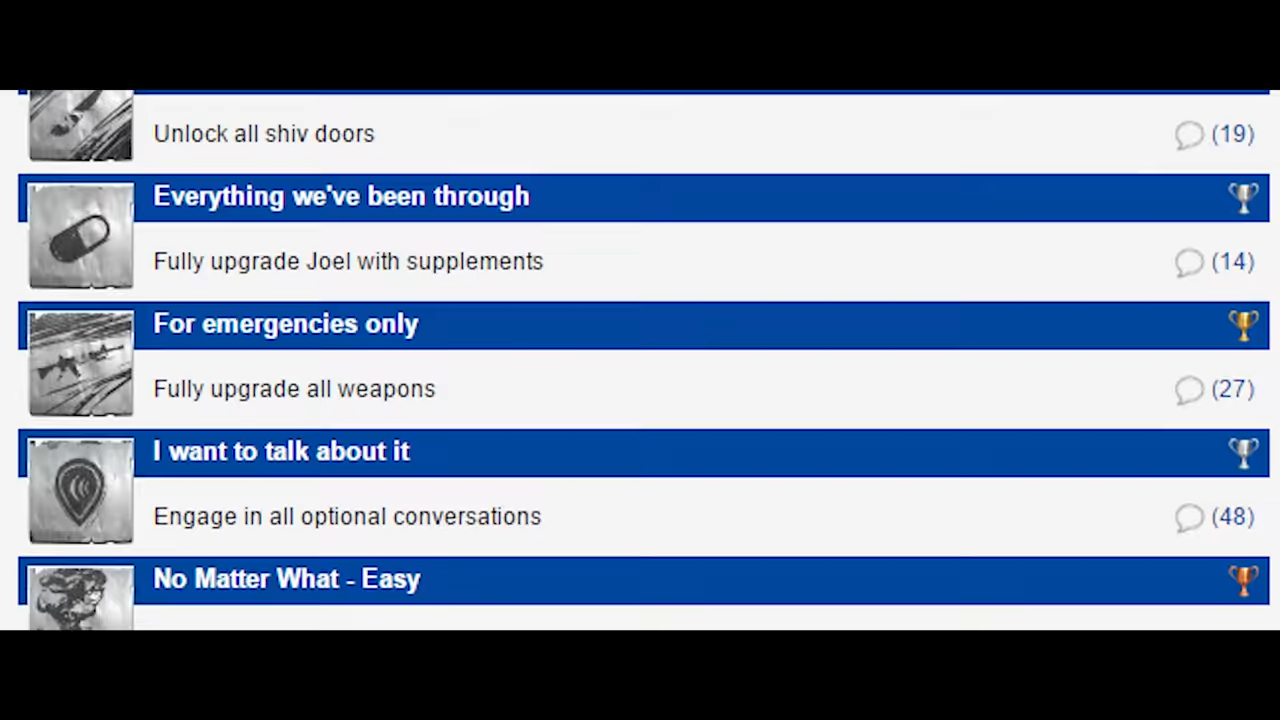 Unlock all shiv doors
(19)
Everything we've been through
Fully upgrade Joel with supplements
(14)
For emergencies only
Fully upgrade all weapons
(27)
I want to talk about it
Engage in all optional conversations
(48)
No Matter What - Easy